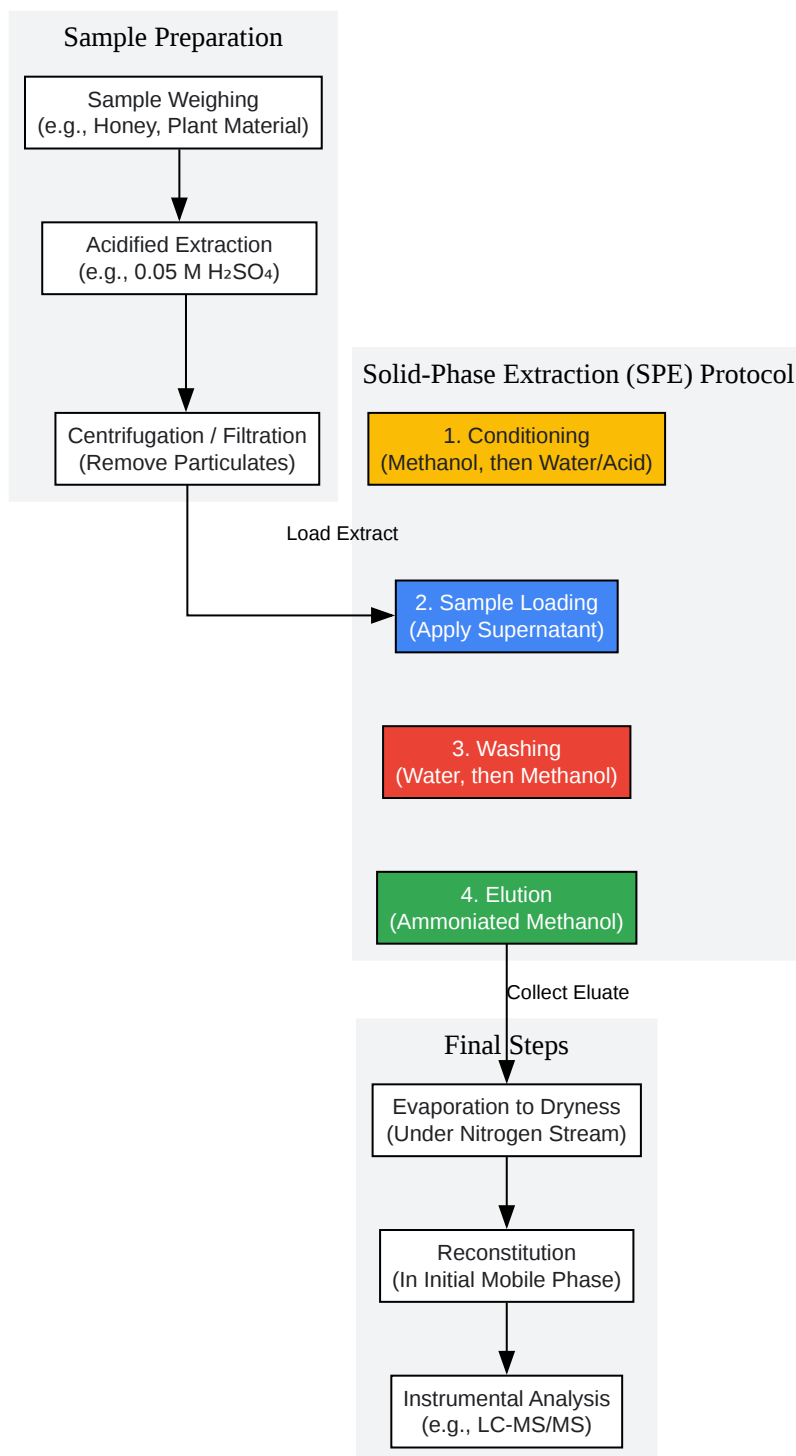 Sample Preparation
Sample Weighing
(e.g., Honey, Plant Material)
Acidified Extraction
(e.g., 0.05 M H₂SO₄)
Centrifugation / Filtration
(Remove Particulates)
Load Extract
Solid-Phase Extraction (SPE) Protocol
1. Conditioning
(Methanol, then Water/Acid)
2. Sample Loading
(Apply Supernatant)
3. Washing
(Water, then Methanol)
4. Elution
(Ammoniated Methanol)
Collect Eluate
Final Steps
Evaporation to Dryness
(Under Nitrogen Stream)
Reconstitution
(In Initial Mobile Phase)
Instrumental Analysis
(e.g., LC-MS/MS)